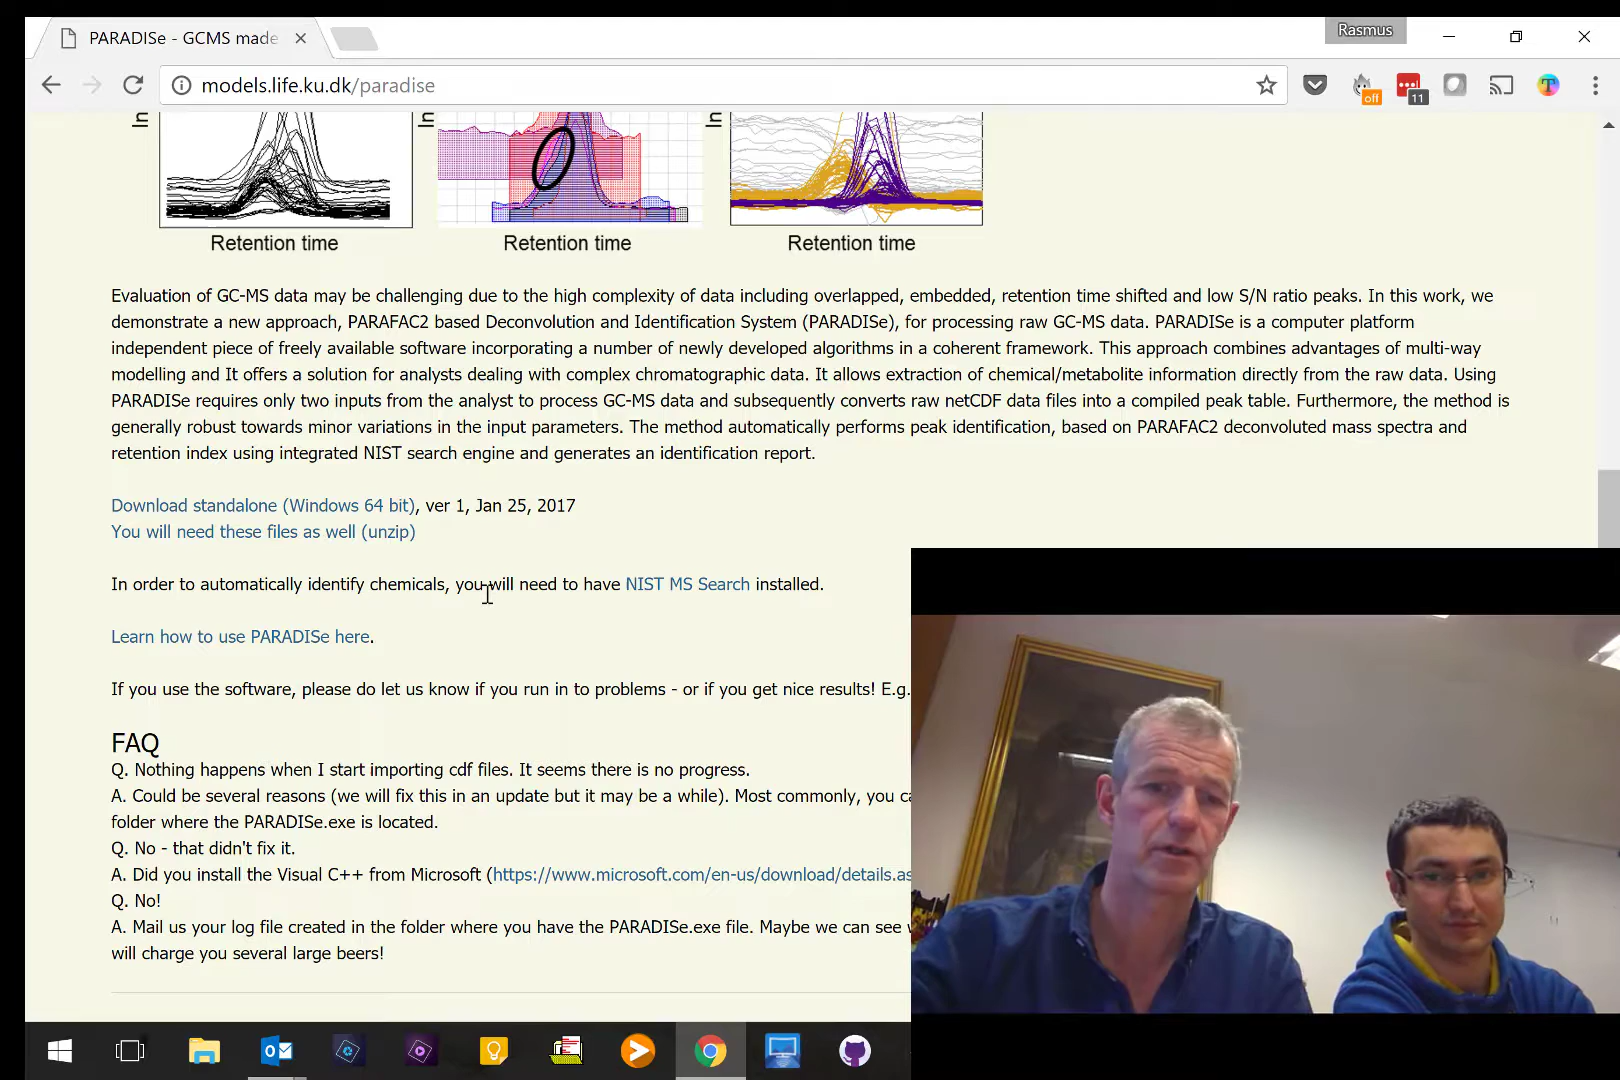 PARADISe - GCMS made
Rasmus
models.life.ku.dk/paradise
off
11
T
In
In
In
Retention time
Retention time
Retention time
Evaluation of GC-MS data may be challenging due to the high complexity of data including overlapped, embedded, retention time shifted and low S/N ratio peaks. In this work, we
demonstrate a new approach, PARAFAC2 based Deconvolution and Identification System (PARADISe), for processing raw GC-MS data. PARADISe is a computer platform
independent piece of freely available software incorporating a number of newly developed algorithms in a coherent framework. This approach combines advantages of multi-way
modelling and It offers a solution for analysts dealing with complex chromatographic data. It allows extraction of chemical/metabolite information directly from the raw data. Using
PARADISe requires only two inputs from the analyst to process GC-MS data and subsequently converts raw netCDF data files into a compiled peak table. Furthermore, the method is
generally robust towards minor variations in the input parameters. The method automatically performs peak identification, based on PARAFAC2 deconvoluted mass spectra and
retention index using integrated NIST search engine and generates an identification report.
Download standalone (Windows 64 bit), ver 1, Jan 25, 2017
You will need these files as well (unzip)
In order to automatically identify chemicals, you will need to have NIST MS Search installed.
Learn how to use PARADISe here.
If you use the software, please do let us know if you run in to problems - or if you get nice results! E.g.
FAQ
Q. Nothing happens when I start importing cdf files. It seems there is no progress.
A. Could be several reasons (we will fix this in an update but it may be a while). Most commonly, you ca
folder where the PARADISe.exe is located.
Q. No - that didn't fix it.
A. Did you install the Visual C++ from Microsoft (https://www.microsoft.com/en-us/download/details.as
Q. No!
A. Mail us your log file created in the folder where you have the PARADISe.exe file. Maybe we can see
will charge you several large beers!